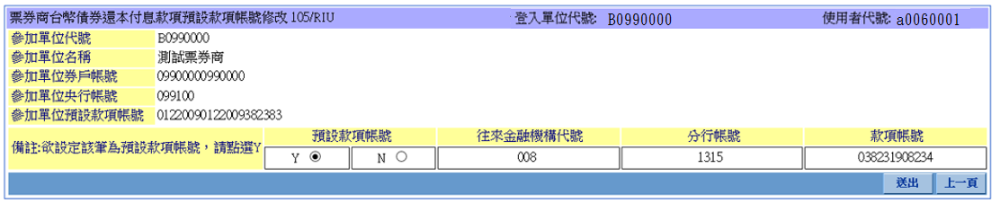 票券商台幣債券還本付息款項預設款項帳號修改 105/RIU 登入單位代號: B0990000 使用者代號: a0060001
參加單位代號 B0990000
參加單位名稱 測試票券商
參加單位券戶帳號 09900000990000
參加單位央行帳號 099100
參加單位預設款項帳號 01220090122009382383
備註:欲設定該筆為預設款項帳號,請點選Y
預設款項帳號 往來金融機構代號 分行帳號 款項帳號
Y N 008 1315 038231908234
送出 上一頁